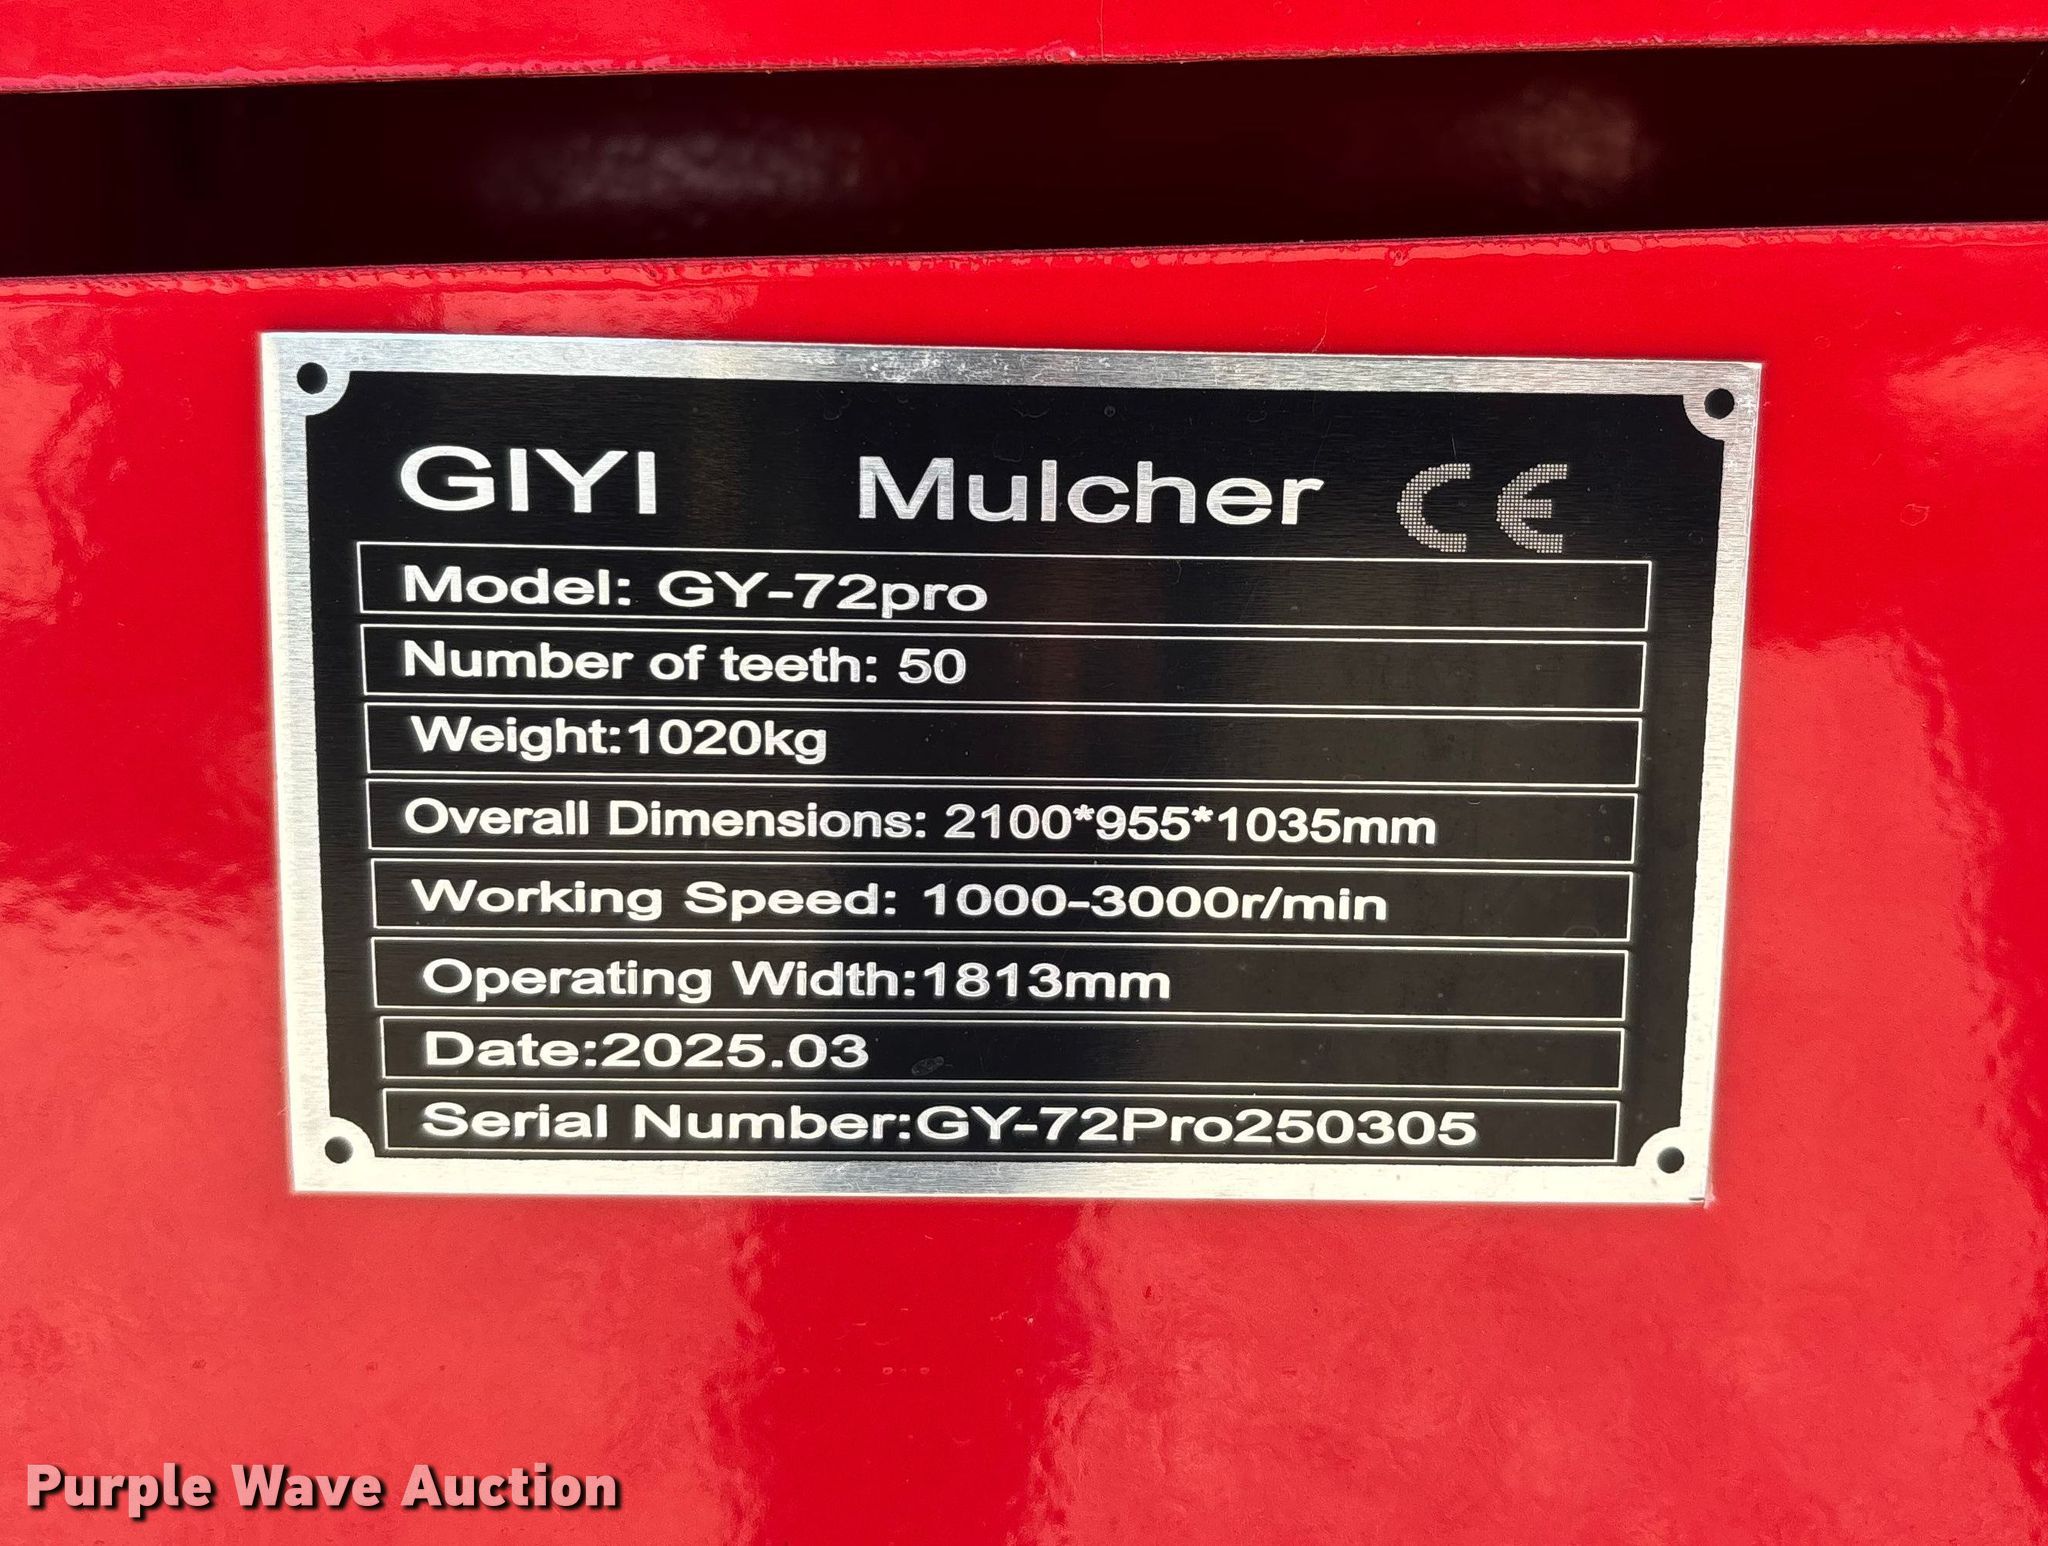 GIYI Mulcher CE
Model: GY-72pro
Number of teeth: 50
Weight:1020kg
Overall Dimensions: 2100*955*1035mm
Working Speed: 1000-3000r/min
Operating Width:1813mm
Date:2025.03
Serial Number:GY-72Pro250305
Purple Wave Auction